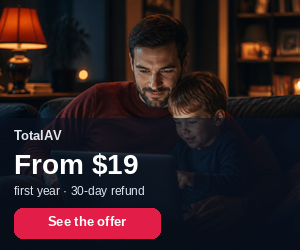 TotalAV
From $19
first year · 30-day refund
See the offer